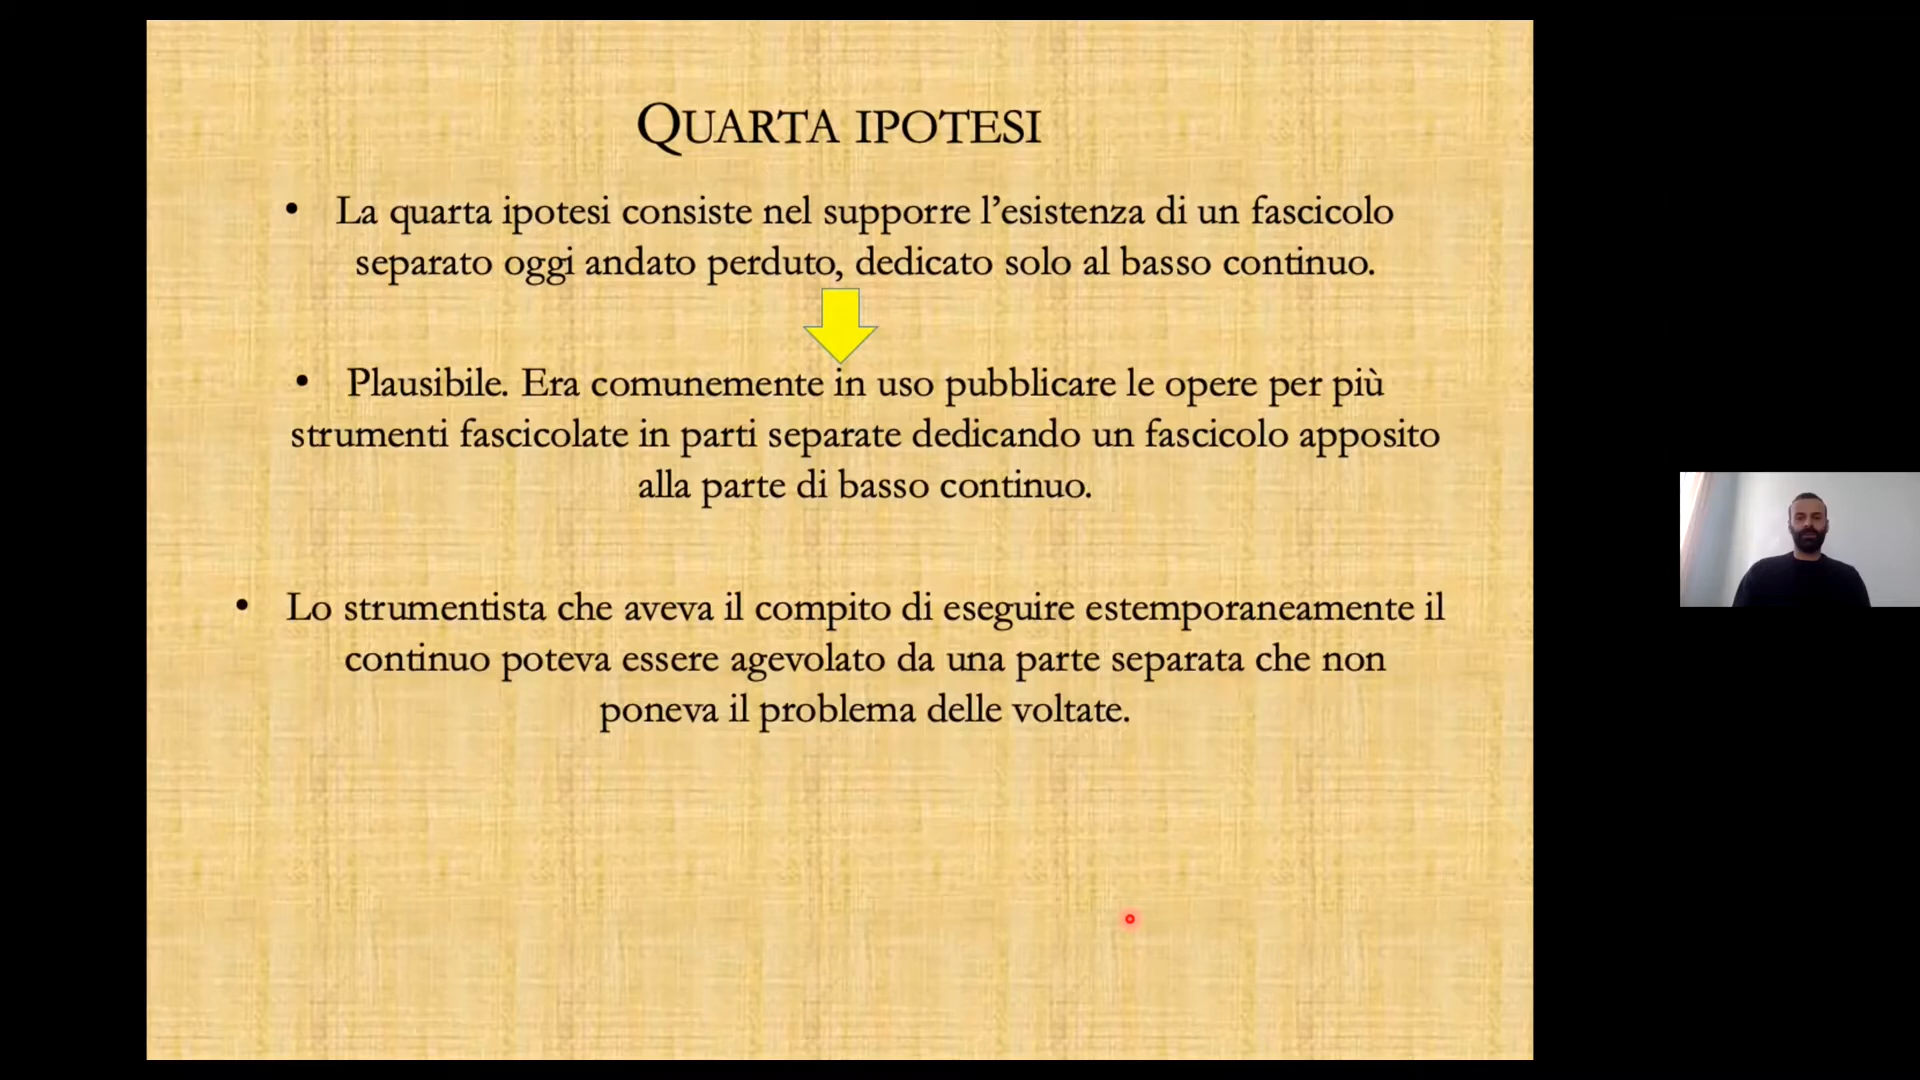 QUARTA IPOTESI
• La quarta ipotesi consiste nel supporre l’esistenza di un fascicolo
separato oggi andato perduto, dedicato solo al basso continuo.
• Plausibile. Era comunemente in uso pubblicare le opere per più
strumenti fascicolate in parti separate dedicando un fascicolo apposito
alla parte di basso continuo.
• Lo strumentista che aveva il compito di eseguire estemporaneamente il
continuo poteva essere agevolato da una parte separata che non
poneva il problema delle voltate.